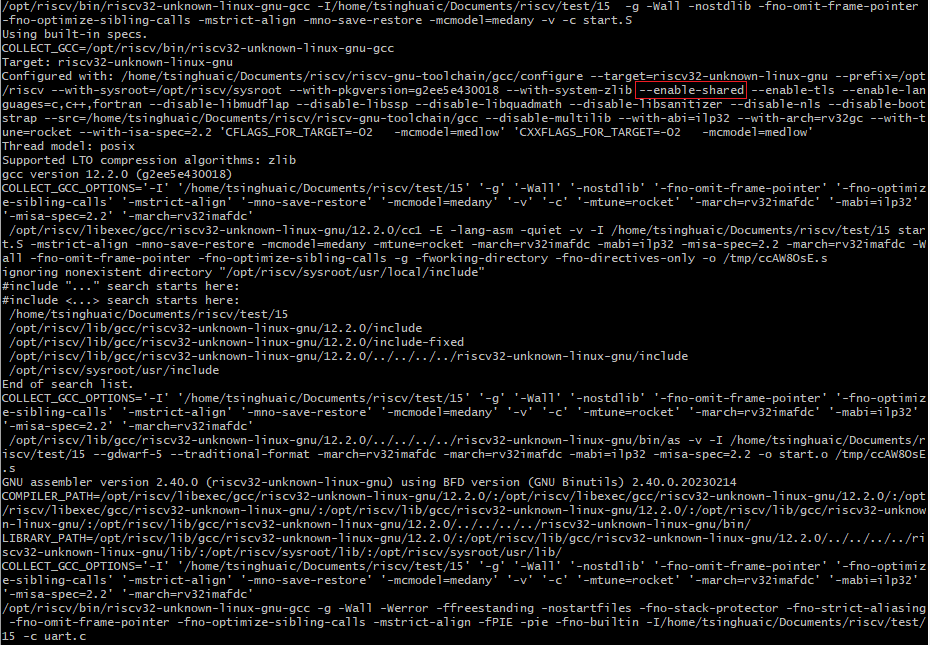 /opt/riscv/bin/riscv32-unknown-linux-gnu-gcc -I/home/tsinghuaic/Documents/riscv/test/15  -g -Wall -nostdlib -fno-omit-frame-pointer
-fno-optimize-sibling-calls -mstrict-align -mno-save-restore -mcmodel=medany -v -c start.S
Using built-in specs.
COLLECT_GCC=/opt/riscv/bin/riscv32-unknown-linux-gnu-gcc
Target: riscv32-unknown-linux-gnu
Configured with: /home/tsinghuaic/Documents/riscv/riscv-gnu-toolchain/gcc/configure --target=riscv32-unknown-linux-gnu --prefix=/opt
/riscv --with-sysroot=/opt/riscv/sysroot --with-pkgversion=g2ee5e430018 --with-system-zlib --enable-shared --enable-tls --enable-lan
guages=c,c++,fortran --disable-libmudflap --disable-libssp --disable-libquadmath --disable-libsanitizer --disable-nls --disable-boot
strap --src=/home/tsinghuaic/Documents/riscv/riscv-gnu-toolchain/gcc --disable-multilib --with-abi=ilp32 --with-arch=rv32gc --with-t
une=rocket --with-isa-spec=2.2 'CFLAGS_FOR_TARGET=-O2   -mcmodel=medlow' 'CXXFLAGS_FOR_TARGET=-O2   -mcmodel=medlow'
Thread model: posix
Supported LTO compression algorithms: zlib
gcc version 12.2.0 (g2ee5e430018)
COLLECT_GCC_OPTIONS='-I' '/home/tsinghuaic/Documents/riscv/test/15' '-g' '-Wall' '-nostdlib' '-fno-omit-frame-pointer' '-fno-optimiz
e-sibling-calls' '-mstrict-align' '-mno-save-restore' '-mcmodel=medany' '-v' '-c' '-mtune=rocket' '-march=rv32imafdc' '-mabi=ilp32'
'-misa-spec=2.2' '-march=rv32imafdc'
/opt/riscv/libexec/gcc/riscv32-unknown-linux-gnu/12.2.0/cc1 -E -lang-asm -quiet -v -I /home/tsinghuaic/Documents/riscv/test/15 star
t.S -mstrict-align -mno-save-restore -mcmodel=medany -mtune=rocket -march=rv32imafdc -mabi=ilp32 -misa-spec=2.2 -march=rv32imafdc -W
all -fno-omit-frame-pointer -fno-optimize-sibling-calls -g -fworking-directory -fno-directives-only -o /tmp/ccAW8OsE.s
ignoring nonexistent directory "/opt/riscv/sysroot/usr/local/include"
#include "..." search starts here:
#include <...> search starts here:
/home/tsinghuaic/Documents/riscv/test/15
/opt/riscv/lib/gcc/riscv32-unknown-linux-gnu/12.2.0/include
/opt/riscv/lib/gcc/riscv32-unknown-linux-gnu/12.2.0/include-fixed
/opt/riscv/lib/gcc/riscv32-unknown-linux-gnu/12.2.0/../../../../riscv32-unknown-linux-gnu/include
/opt/riscv/sysroot/usr/include
End of search list.
COLLECT_GCC_OPTIONS='-I' '/home/tsinghuaic/Documents/riscv/test/15' '-g' '-Wall' '-nostdlib' '-fno-omit-frame-pointer' '-fno-optimiz
e-sibling-calls' '-mstrict-align' '-mno-save-restore' '-mcmodel=medany' '-v' '-c' '-mtune=rocket' '-march=rv32imafdc' '-mabi=ilp32'
'-misa-spec=2.2' '-march=rv32imafdc'
/opt/riscv/lib/gcc/riscv32-unknown-linux-gnu/12.2.0/../../../../riscv32-unknown-linux-gnu/bin/as -v -I /home/tsinghuaic/Documents/r
iscv/test/15 --gdwarf-5 --traditional-format -march=rv32imafdc -march=rv32imafdc -mabi=ilp32 -misa-spec=2.2 -o start.o /tmp/ccAW8OsE
.s
GNU assembler version 2.40.0 (riscv32-unknown-linux-gnu) using BFD version (GNU Binutils) 2.40.0.20230214
COMPILER_PATH=/opt/riscv/libexec/gcc/riscv32-unknown-linux-gnu/12.2.0/:/opt/riscv/libexec/gcc/riscv32-unknown-linux-gnu/12.2.0/:/opt
/riscv/libexec/gcc/riscv32-unknown-linux-gnu/:/opt/riscv/lib/gcc/riscv32-unknown-linux-gnu/12.2.0/:/opt/riscv/lib/gcc/riscv32-unknow
n-linux-gnu/:/opt/riscv/lib/gcc/riscv32-unknown-linux-gnu/12.2.0/../../../../riscv32-unknown-linux-gnu/bin/
LIBRARY_PATH=/opt/riscv/lib/gcc/riscv32-unknown-linux-gnu/12.2.0/:/opt/riscv/lib/gcc/riscv32-unknown-linux-gnu/12.2.0/../../../../ri
scv32-unknown-linux-gnu/lib/:/opt/riscv/sysroot/lib/:/opt/riscv/sysroot/usr/lib/
COLLECT_GCC_OPTIONS='-I' '/home/tsinghuaic/Documents/riscv/test/15' '-g' '-Wall' '-nostdlib' '-fno-omit-frame-pointer' '-fno-optimiz
e-sibling-calls' '-mstrict-align' '-mno-save-restore' '-mcmodel=medany' '-v' '-c' '-mtune=rocket' '-march=rv32imafdc' '-mabi=ilp32'
'-misa-spec=2.2' '-march=rv32imafdc'
/opt/riscv/bin/riscv32-unknown-linux-gnu-gcc -g -Wall -Werror -ffreestanding -nostartfiles -fno-stack-protector -fno-strict-aliasing
-fno-omit-frame-pointer -fno-optimize-sibling-calls -mstrict-align -fPIE -pie -fno-builtin -I/home/tsinghuaic/Documents/riscv/test/
15 -c uart.c